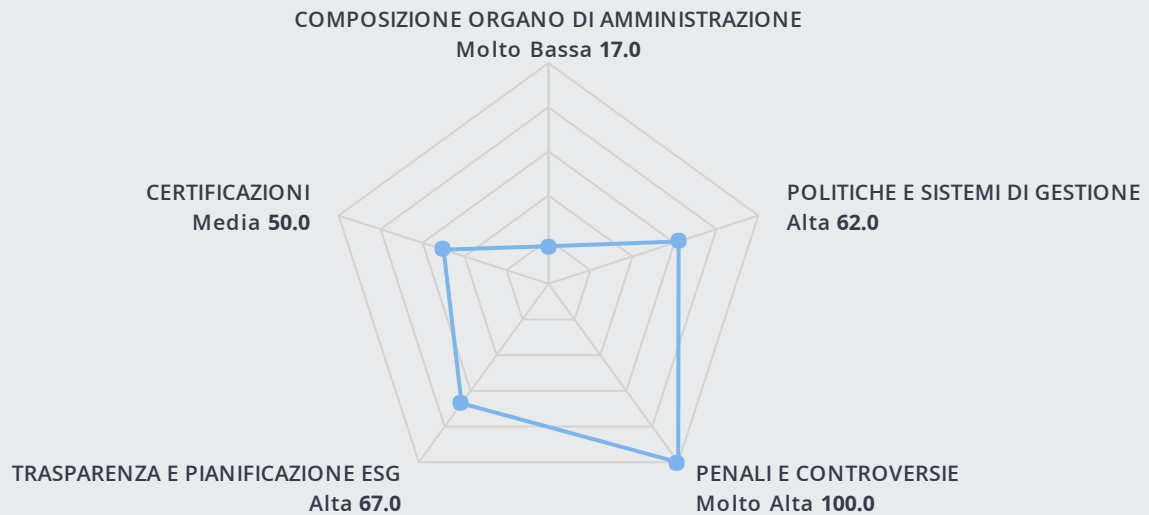 COMPOSIZIONE ORGANO DI AMMINISTRAZIONE
Molto Bassa 17.0
CERTIFICAZIONI
Media 50.0
POLITICHE E SISTEMI DI GESTIONE
Alta 62.0
TRASPARENZA E PIANIFICAZIONE ESG
Alta 67.0
PENALI E CONTROVERSIE
Molto Alta 100.0